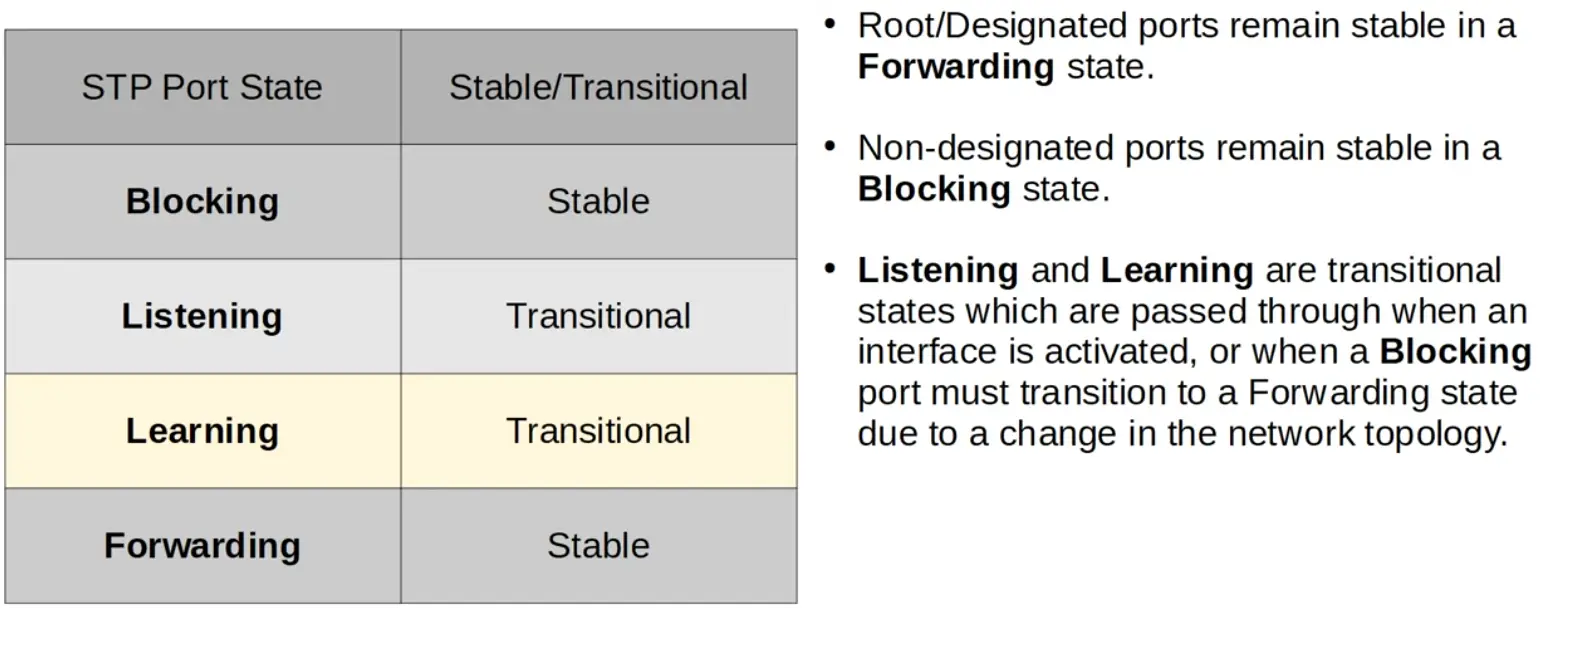 STP Port State Stable/Transitional
Blocking Stable
Listening Transitional
Learning Transitional
Forwarding Stable
• Root/Designated ports remain stable in a
Forwarding state.
• Non-designated ports remain stable in a
Blocking state.
• Listening and Learning are transitional
states which are passed through when an
interface is activated, or when a Blocking
port must transition to a Forwarding state
due to a change in the network topology.